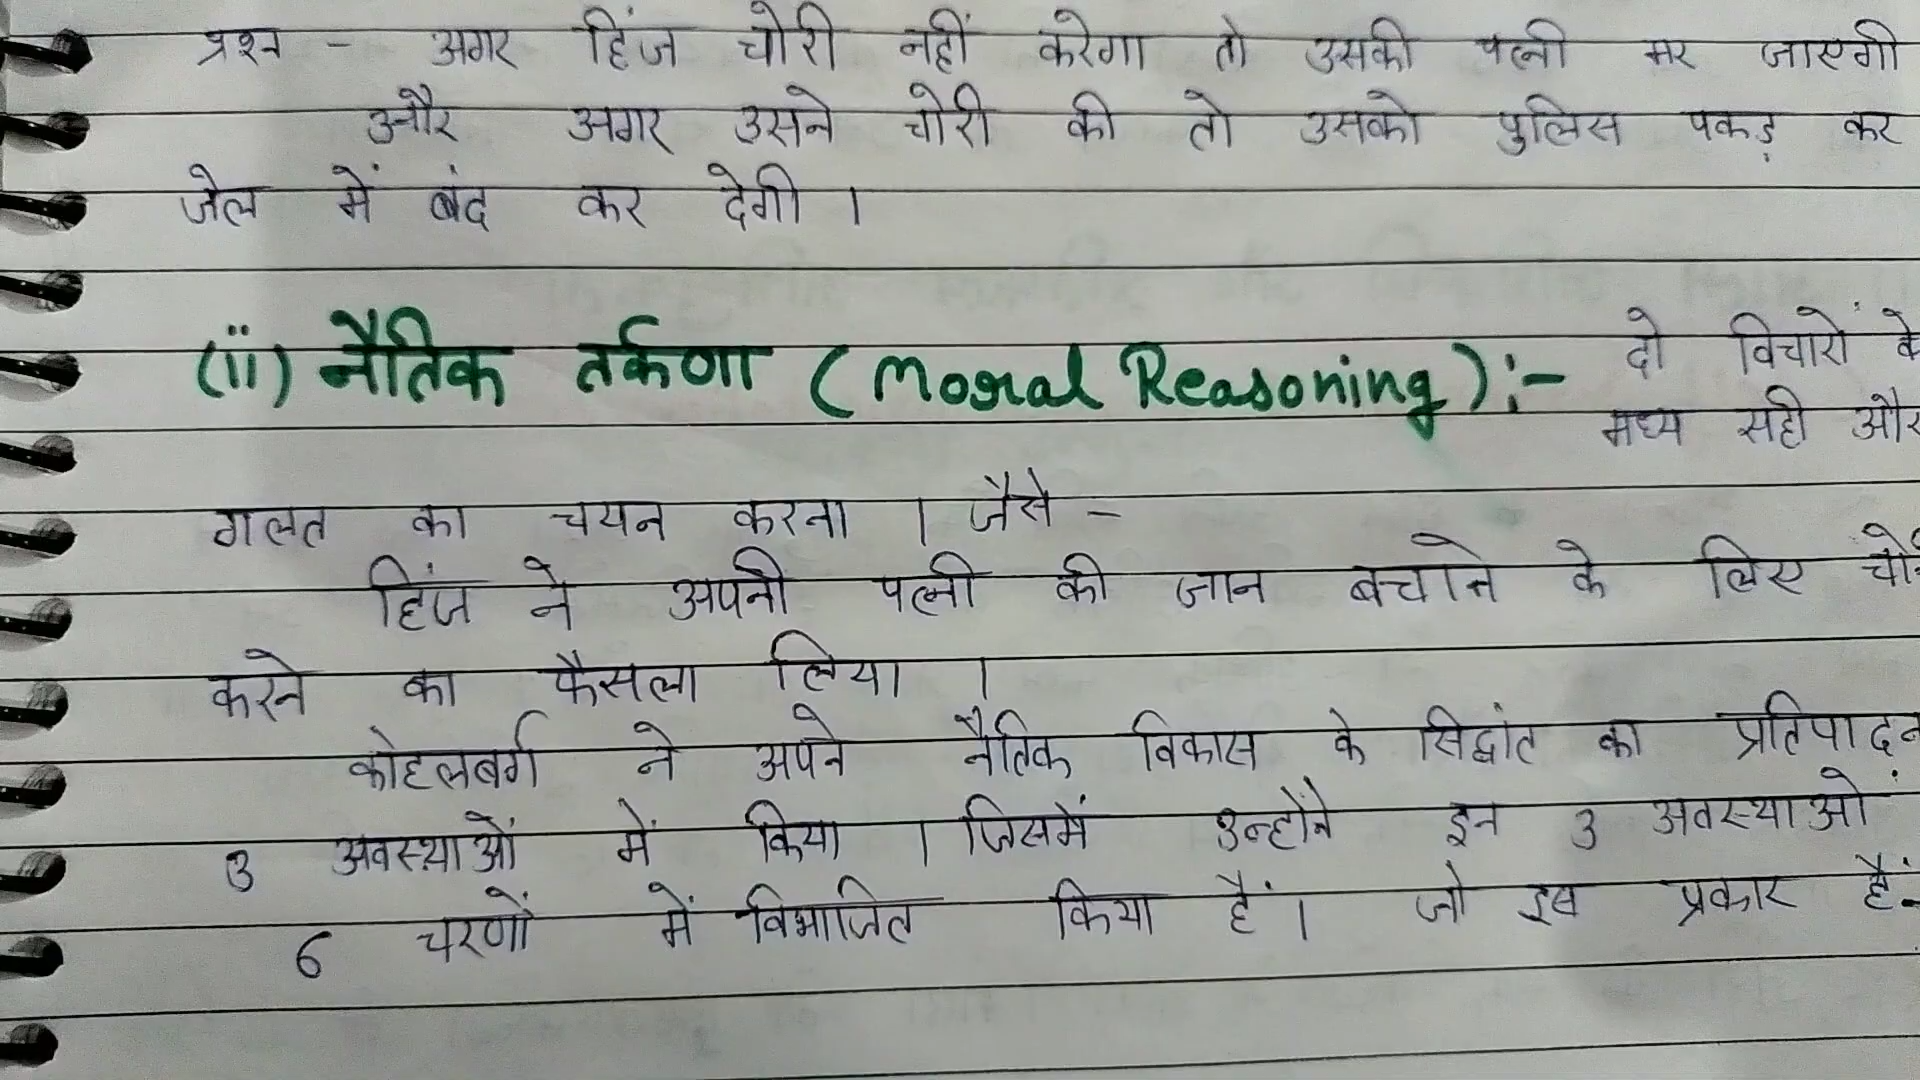 प्रश्न - अगर हिंज चोरी नहीं करेगा तो उसकी पत्नी मर जाएगी
और अगर उसने चोरी की तो उसको पुलिस पकड़ कर
जेल में बंद कर देगी ।
(ii) नैतिक तर्कणा (Moral Reasoning):- दो विचारों के
मध्य सही और
गलत का चयन करना । जैसे -
हिंज ने अपनी पत्नी की जान बचाने के लिए
करने का फैसला लिया ।
कोहलबर्ग ने अपने नैतिक विकास के सिद्धांत का प्रतिपादन
3 अवस्थाओं में किया । जिसमें उन्होंने इन 3 अवस्थाओं
6 चरणों में विभाजित किया है । जो इस प्रकार हैं-